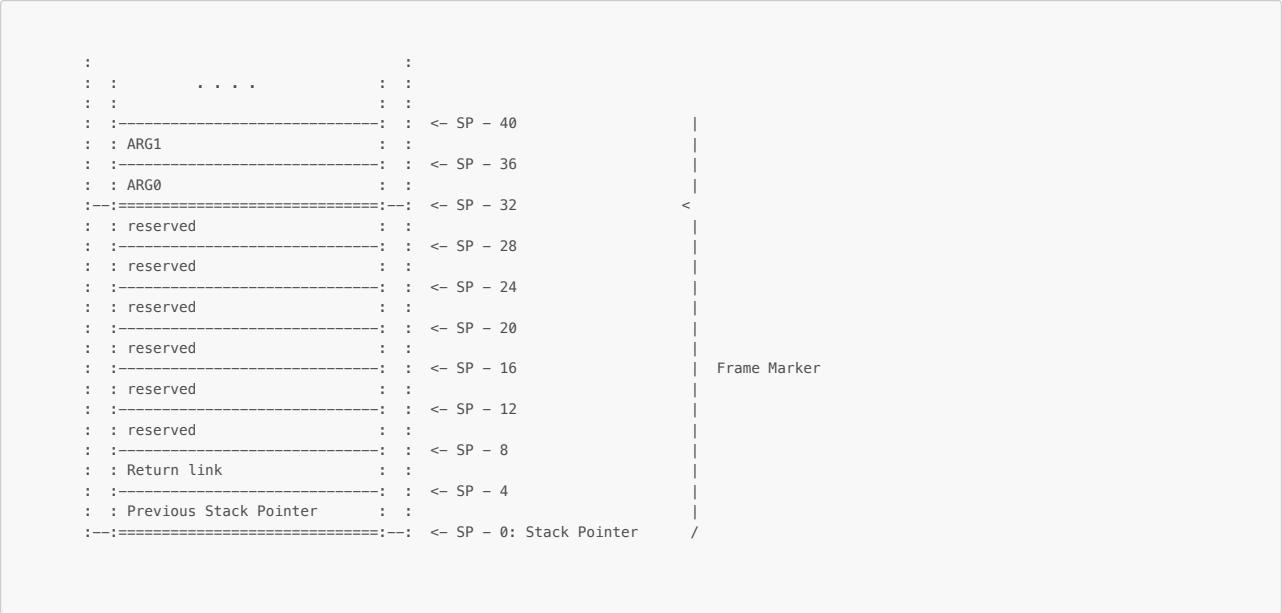 :                                     :
:  :         . . . .              :  :
:  :                              :  :
:  :------------------------------:  :  <- SP - 40                    |
:  : ARG1                         :  :                                |
:  :------------------------------:  :  <- SP - 36                    |
:  : ARG0                         :  :                                |
:--:==============================:--:  <- SP - 32                   <
:  : reserved                     :  :                                |
:  :------------------------------:  :  <- SP - 28                    |
:  : reserved                     :  :                                |
:  :------------------------------:  :  <- SP - 24                    |
:  : reserved                     :  :                                |
:  :------------------------------:  :  <- SP - 20                    |
:  : reserved                     :  :                                |
:  :------------------------------:  :  <- SP - 16                    |  Frame Marker
:  : reserved                     :  :                                |
:  :------------------------------:  :  <- SP - 12                    |
:  : reserved                     :  :                                |
:  :------------------------------:  :  <- SP - 8                     |
:  : Return link                  :  :                                |
:  :------------------------------:  :  <- SP - 4                     |
:  : Previous Stack Pointer       :  :                                |
:--:==============================:--:  <- SP - 0: Stack Pointer      /